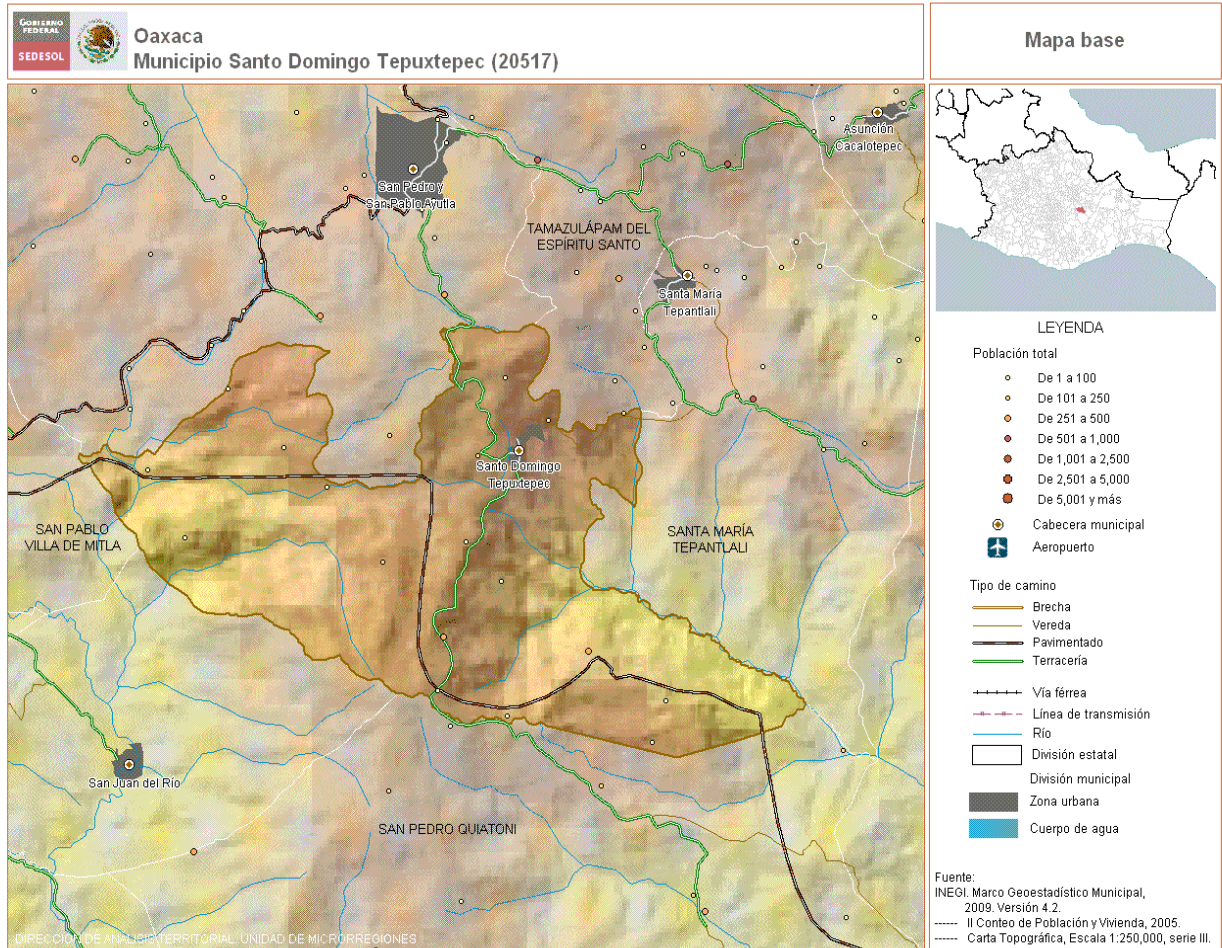 GOBIERNO
FEDERAL
SEDESOL
Oaxaca
Municipio Santo Domingo Tepuxtepec (20517)
Mapa base
Asunción
Cacalotepec
San Pedro y
San Pablo Ayutla
TAMAZULÁPAM DEL
ESPÍRITU SANTO
Santa María
Tepantlali
Santo Domingo
Tepuxtepec
SAN PABLO
VILLA DE MITLA
SANTA MARÍA
TEPANTLALI
San Juan del Río
SAN PEDRO QUIATONI
DIRECCIÓN DE ANÁLISIS TERRITORIAL. UNIDAD DE MICRORREGIONES
LEYENDA
Población total
De 1 a 100
De 101 a 250
De 251 a 500
De 501 a 1,000
De 1,001 a 2,500
De 2,501 a 5,000
De 5,001 y más
Cabecera municipal
Aeropuerto
Tipo de camino
Brecha
Vereda
Pavimentado
Terracería
Vía férrea
Línea de transmisión
Río
División estatal
División municipal
Zona urbana
Cuerpo de agua
Fuente:
INEGI. Marco Geoestadístico Municipal,
2009. Versión 4.2.
------ II Conteo de Población y Vivienda, 2005.
------ Carta Topográfica, Escala 1:250,000, serie III.